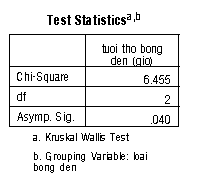 Test Statisticsa,b
tuoi tho bong
den (gio)
Chi-Square 6.455
df 2
Asymp. Sig. .040
a. Kruskal Wallis Test
b. Grouping Variable: loai
bong den